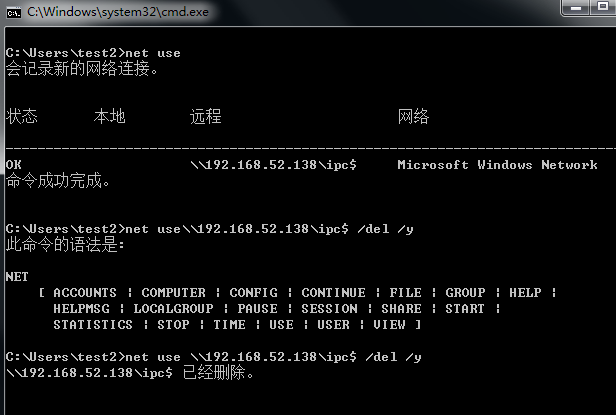 C:\Windows\system32\cmd.exe
C:\Users\test2>net use
会记录新的网络连接。
状态 本地 远程 网络
-------------------------------------------------------------------------------
OK \\192.168.52.138\ipc$ Microsoft Windows Network
命令成功完成。
C:\Users\test2>net use\\192.168.52.138\ipc$ /del /y
此命令的语法是:
NET
[ ACCOUNTS | COMPUTER | CONFIG | CONTINUE | FILE | GROUP | HELP |
HELPMSG | LOCALGROUP | PAUSE | SESSION | SHARE | START |
STATISTICS | STOP | TIME | USE | USER | VIEW ]
C:\Users\test2>net use \\192.168.52.138\ipc$ /del /y
\\192.168.52.138\ipc$ 已经删除。